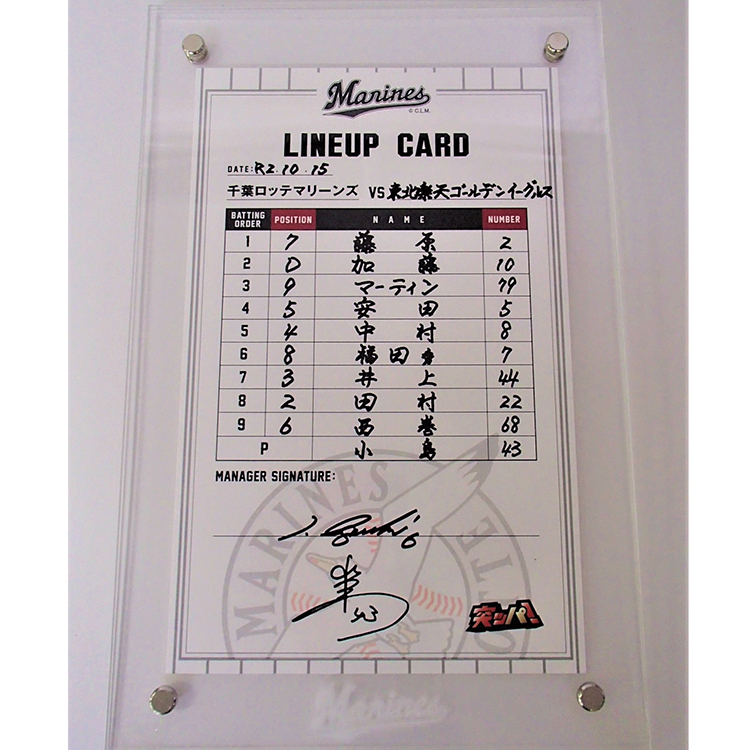 Marines
© C.L.M.
LINEUP CARD
DATE: R2.10.15
千葉ロッテマリーンズ VS 東北楽天ゴールデンイーグルス
BATTING ORDER POSITION NAME NUMBER
1 7 藤原 2
2 D 加藤 10
3 9 マーティン 79
4 5 安田 5
5 4 中村 8
6 8 福田秀 7
7 3 井上 44
8 2 田村 22
9 6 西巻 68
P 小島 43
MANAGER SIGNATURE:
MARINES
LOTTE
43
突ッパ!
Marines